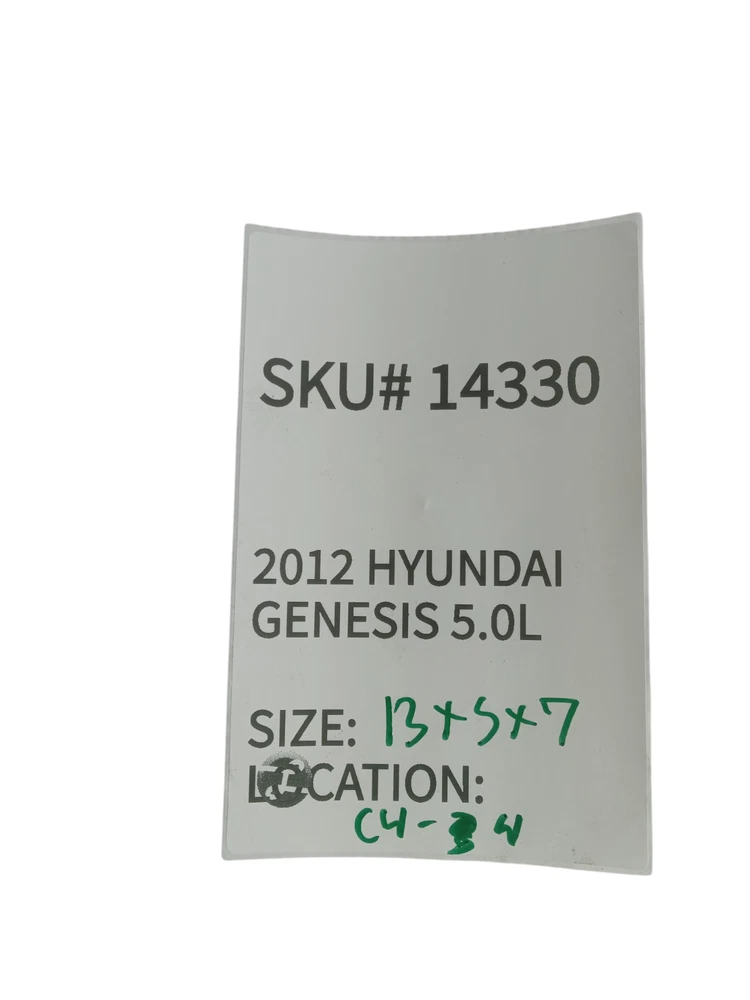 SKU# 14330
2012 HYUNDAI
GENESIS 5.0L
SIZE: 13x5x7
LOCATION:
C4-